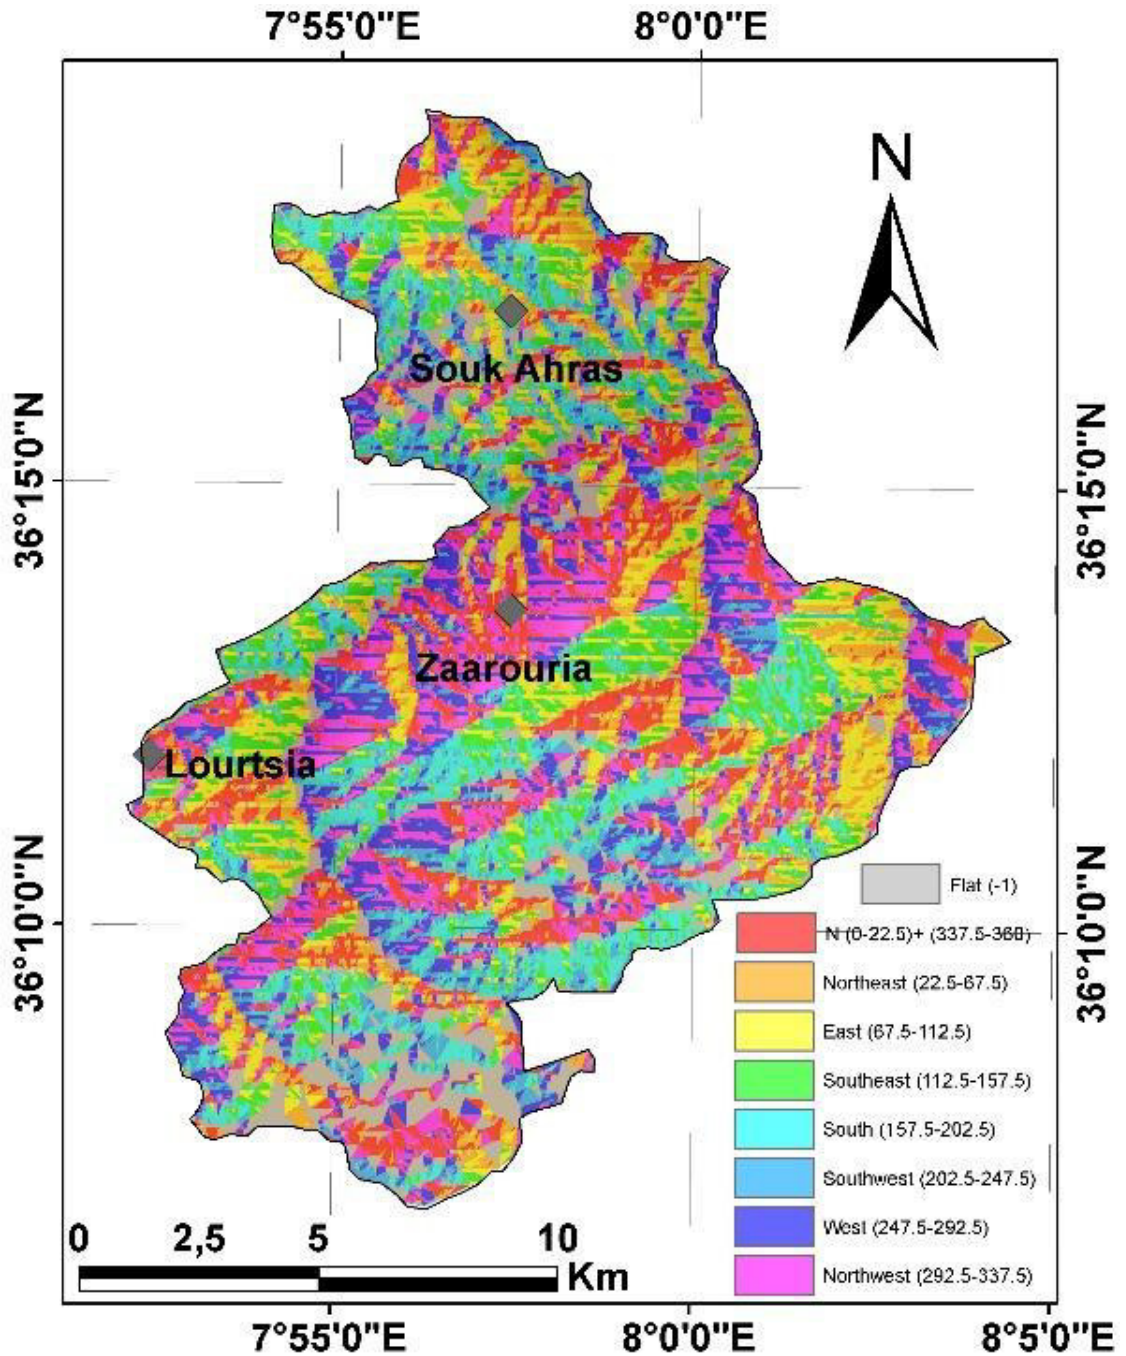 7°55'0"E 8°0'0"E
N
Souk Ahras
36°15'0"N
36°15'0"N
Zaarouria
Lourtsia
36°10'0"N
36°10'0"N
Flat (-1)
N (0-22.5)+ (337.5-360)
Northeast (22.5-67.5)
East (67.5-112.5)
Southeast (112.5-157.5)
South (157.5-202.5)
Southwest (202.5-247.5)
West (247.5-292.5)
Northwest (292.5-337.5)
0 2,5 5 10
Km
7°55'0"E 8°0'0"E 8°5'0"E